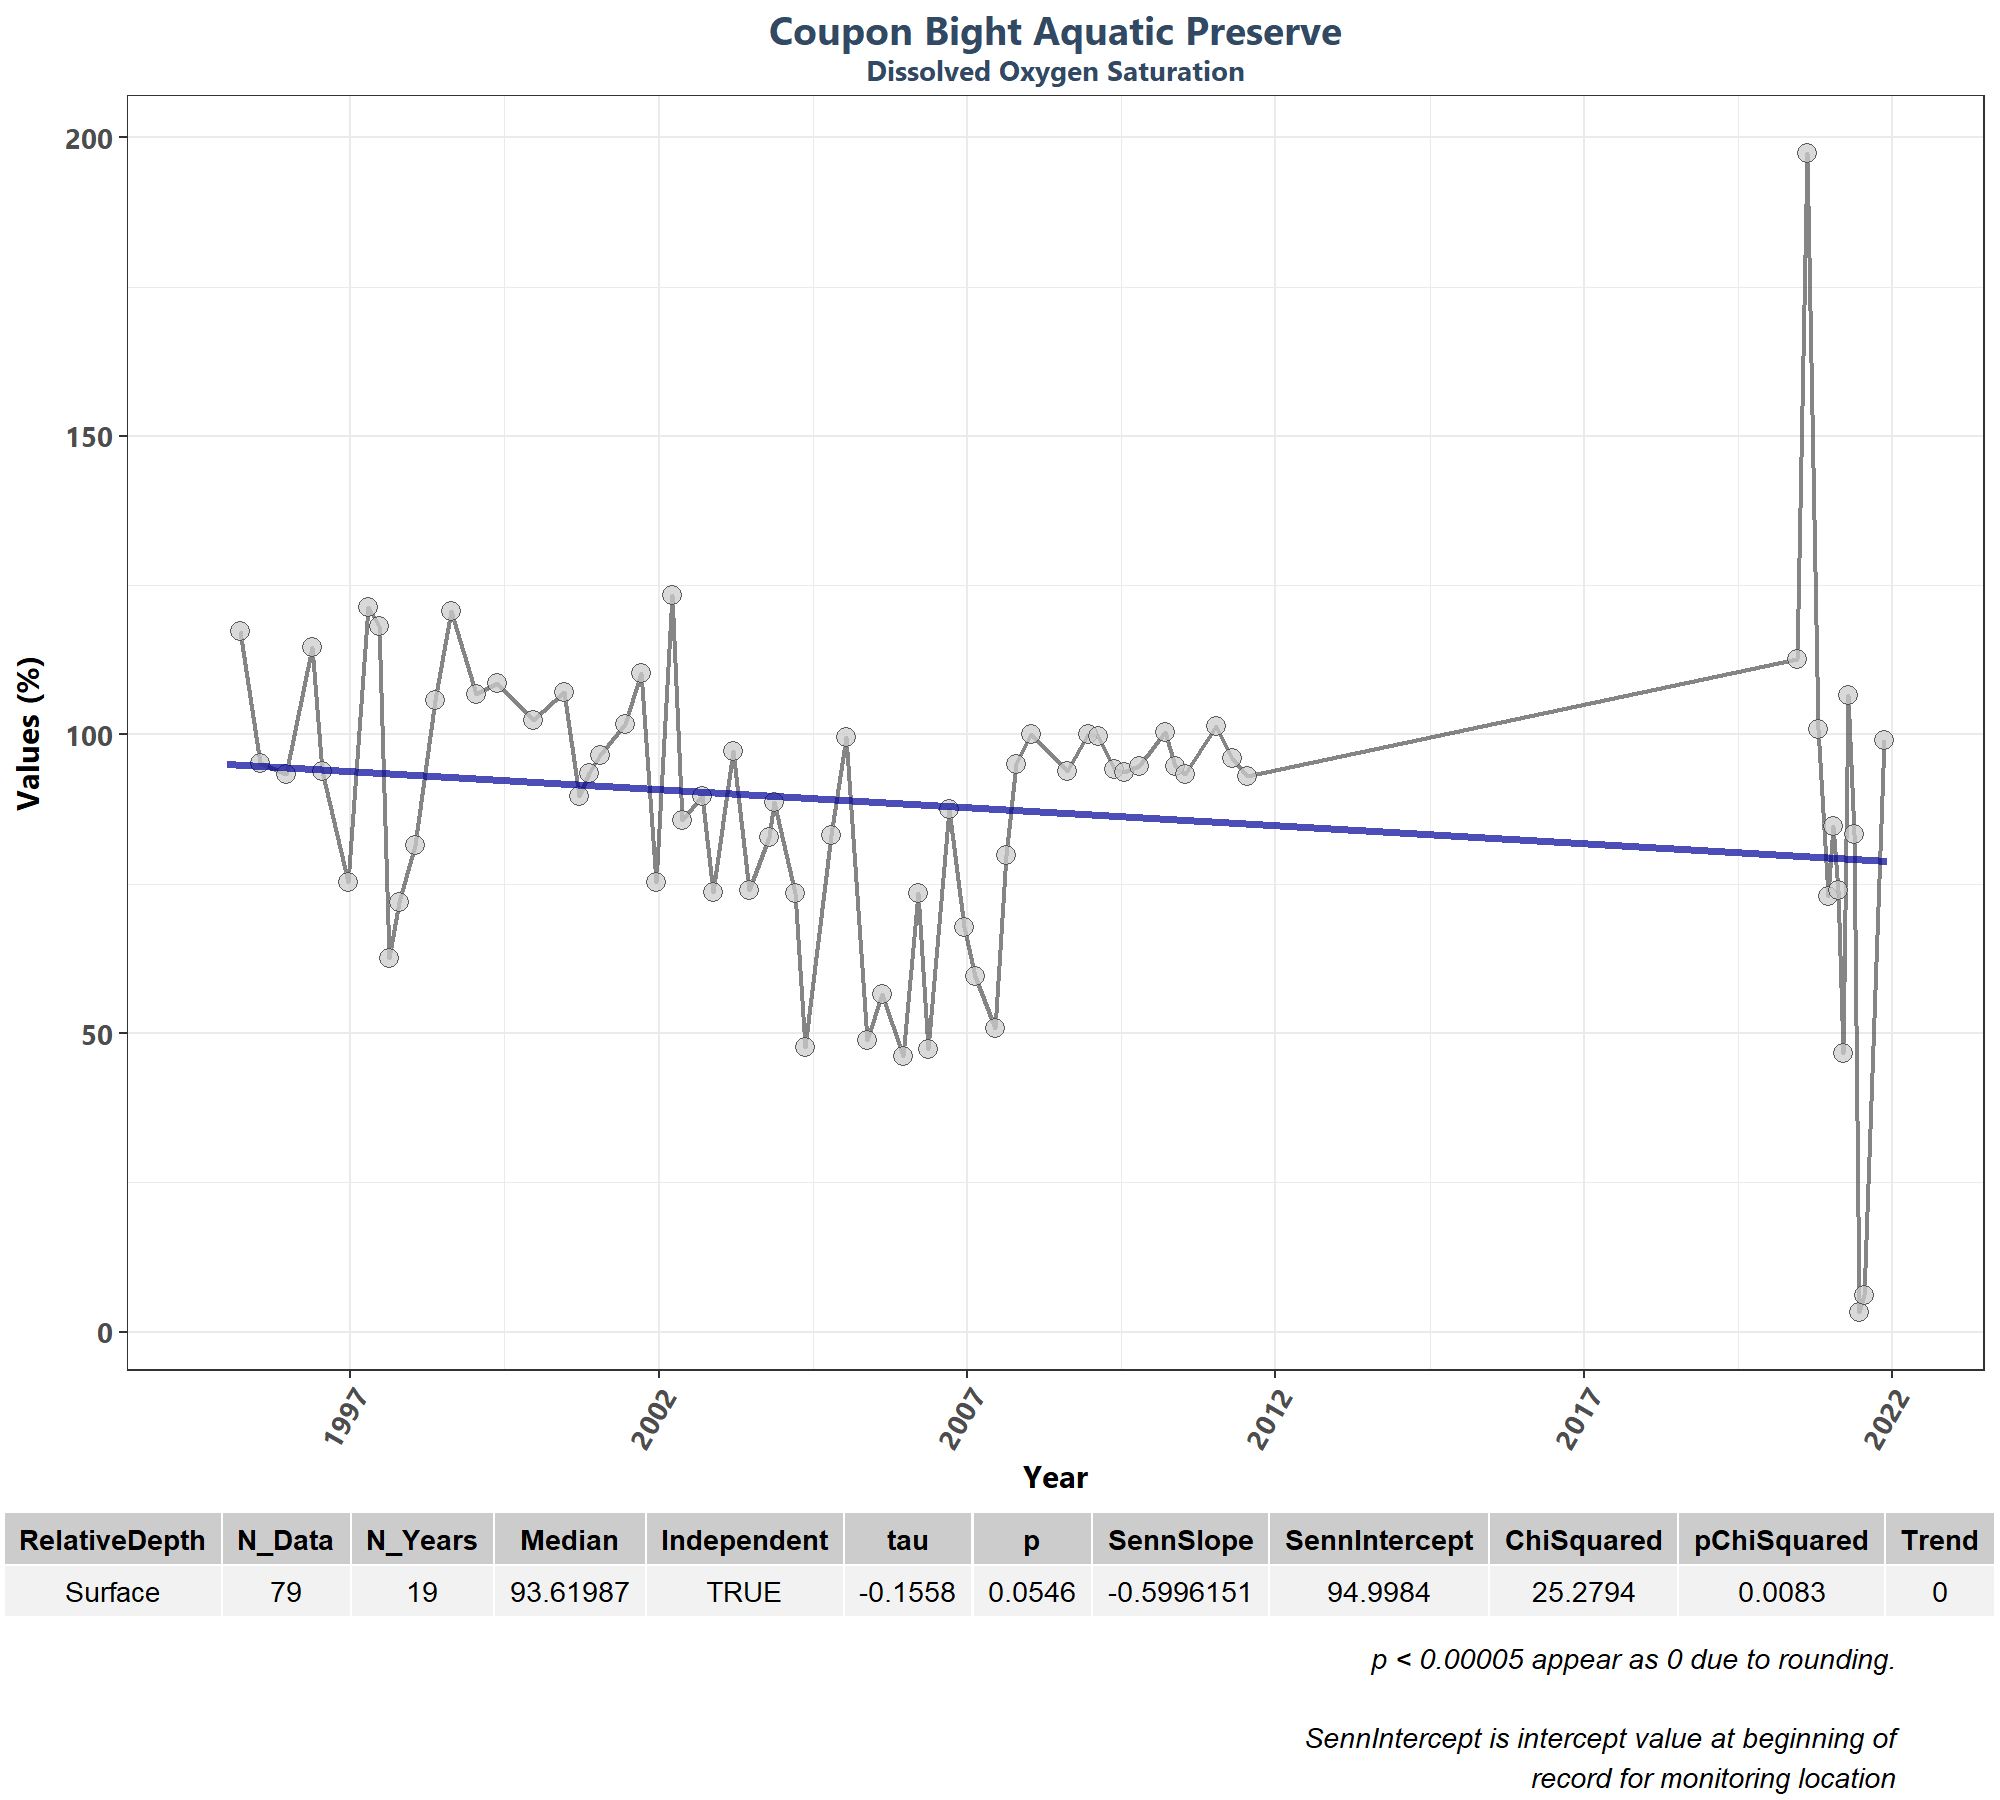 Coupon Bight Aquatic Preserve
Dissolved Oxygen Saturation
200
150
100
50
0
Values (%)
1997
2002
2007
2012
2017
2022
Year
RelativeDepth N_Data N_Years Median Independent tau p SennSlope SennIntercept ChiSquared pChiSquared Trend
Surface 79 19 93.61987 TRUE -0.1558 0.0546 -0.5996151 94.9984 25.2794 0.0083 0
p < 0.00005 appear as 0 due to rounding.
SennIntercept is intercept value at beginning of
record for monitoring location